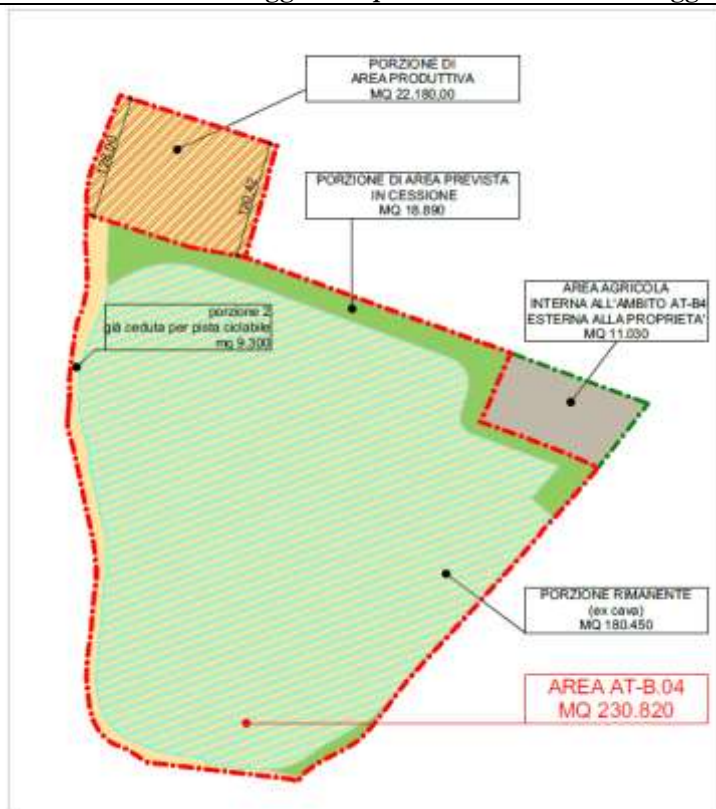 PORZIONE DI
AREA PRODUTTIVA
MQ 22.180,00
PORZIONE DI AREA PREVISTA
IN CESSIONE
MQ 18.890
AREA AGRICOLA
INTERNA ALL'AMBITO AT-B4
ESTERNA ALLA PROPRIETA'
MQ 11.030
porzione 2
già ceduta per pista ciclabile
mq 9.300
PORZIONE RIMANENTE
(ex cava)
MQ 180.450
AREA AT-B.04
MQ 230.820